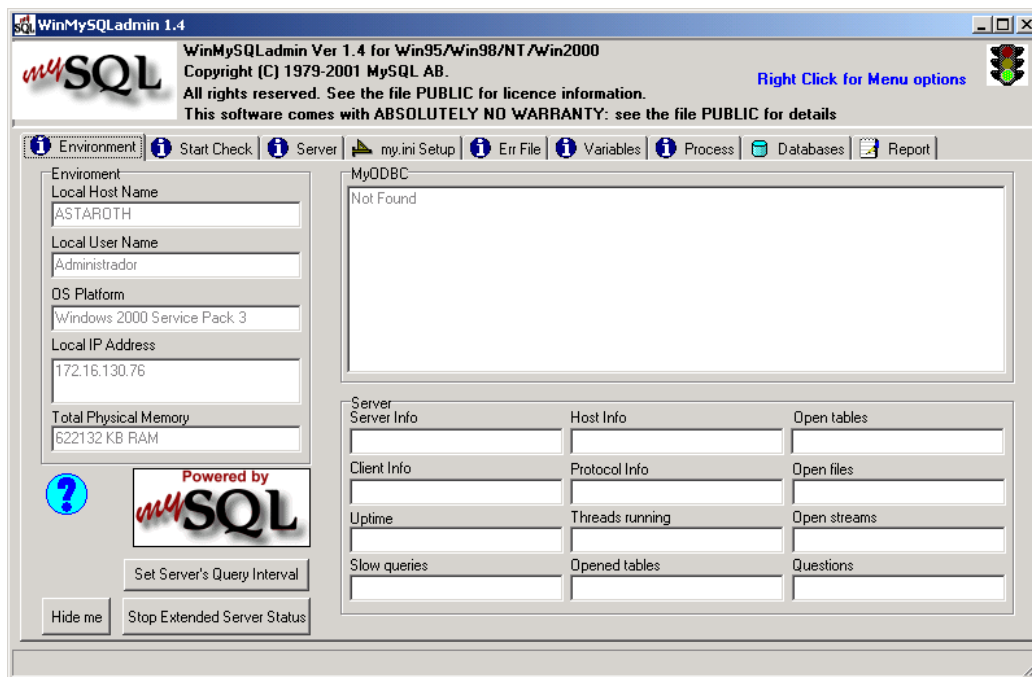 WinMySQLadmin 1.4
mySQL
WinMySQLadmin Ver 1.4 for Win95/Win98/NT/Win2000
Copyright (C) 1979-2001 MySQL AB.
All rights reserved. See the file PUBLIC for licence information.
This software comes with ABSOLUTELY NO WARRANTY: see the file PUBLIC for details
Right Click for Menu options
Environment Start Check Server my.ini Setup Err File Variables Process Databases Report
Enviroment
Local Host Name
ASTAROTH
Local User Name
Administrador
OS Platform
Windows 2000 Service Pack 3
Local IP Address
172.16.130.76
Total Physical Memory
622132 KB RAM
MyODBC
Not Found
Server
Server Info Host Info Open tables
Client Info Protocol Info Open files
Uptime Threads running Open streams
Slow queries Opened tables Questions
?
Powered by
mySQL
Set Server's Query Interval
Hide me Stop Extended Server Status